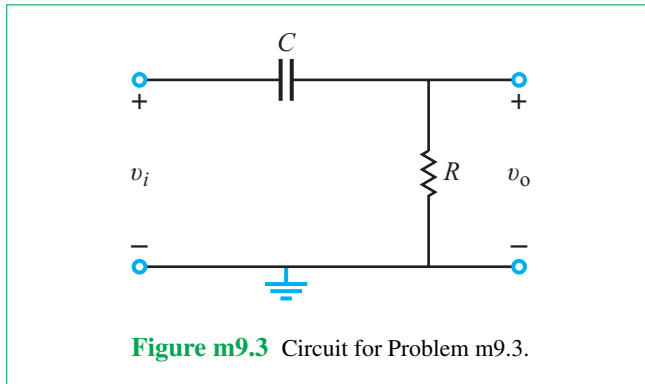 C
+ +
v_i R v_o
− −
Figure m9.3 Circuit for Problem m9.3.